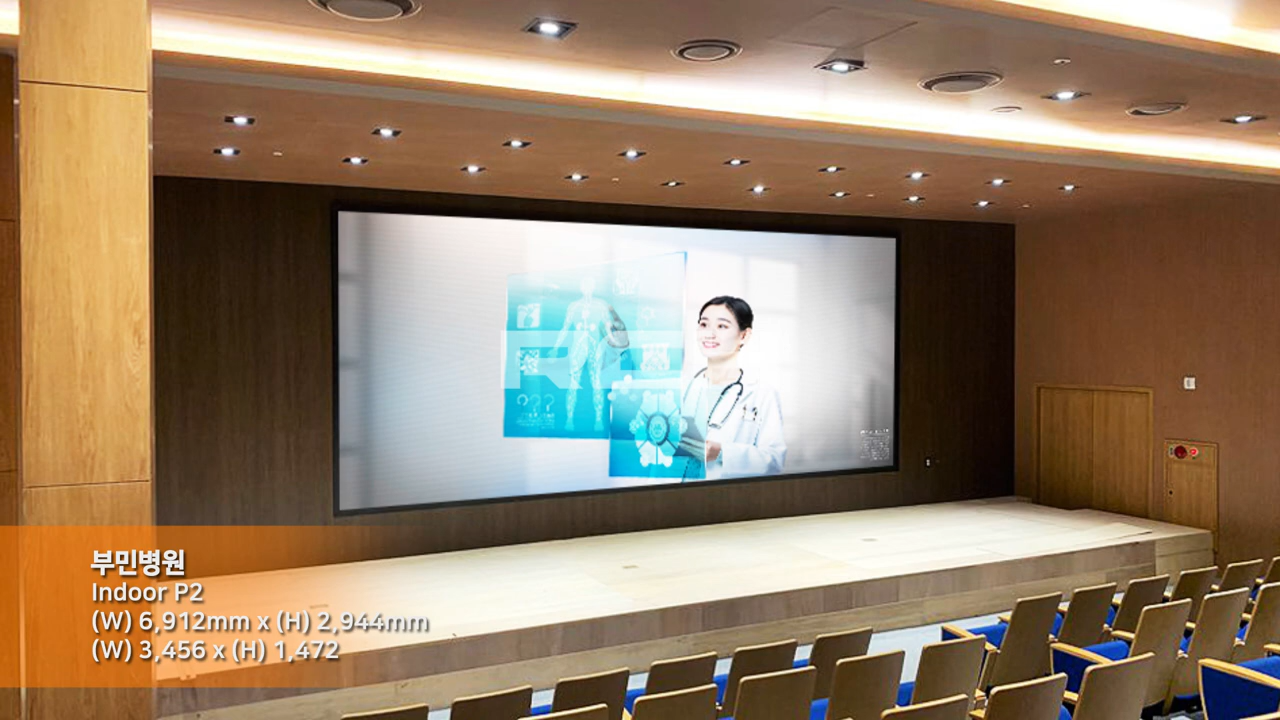 부민병원
Indoor P2
(W) 6,912mm x (H) 2,944mm
(W) 3,456 x (H) 1,472